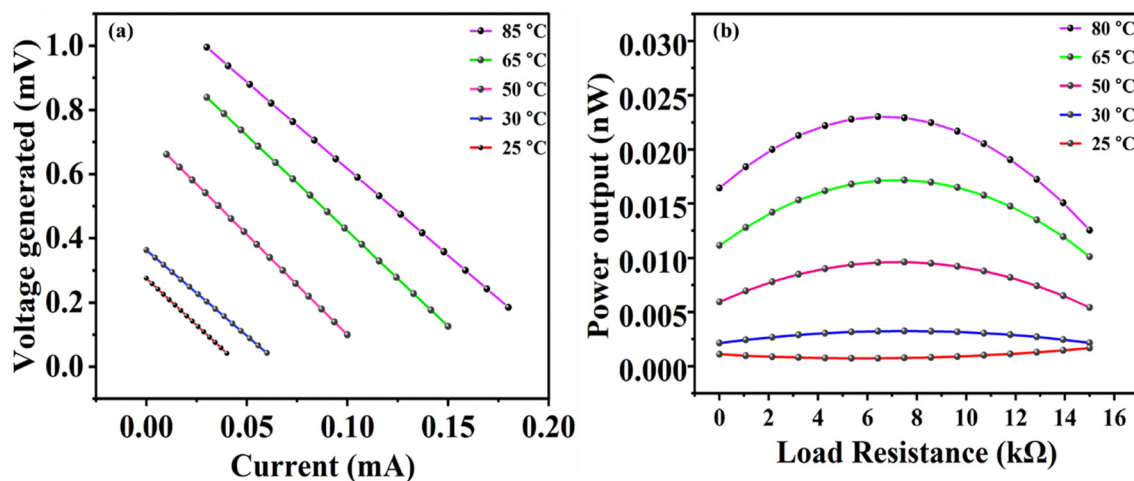 (a)
85 °C
65 °C
50 °C
30 °C
25 °C
Voltage generated (mV)
1.0
0.8
0.6
0.4
0.2
0.0
0.00
0.05
0.10
0.15
0.20
Current (mA)
(b)
80 °C
65 °C
50 °C
30 °C
25 °C
Power output (nW)
0.030
0.025
0.020
0.015
0.010
0.005
0.000
0
2
4
6
8
10
12
14
16
Load Resistance (kΩ)